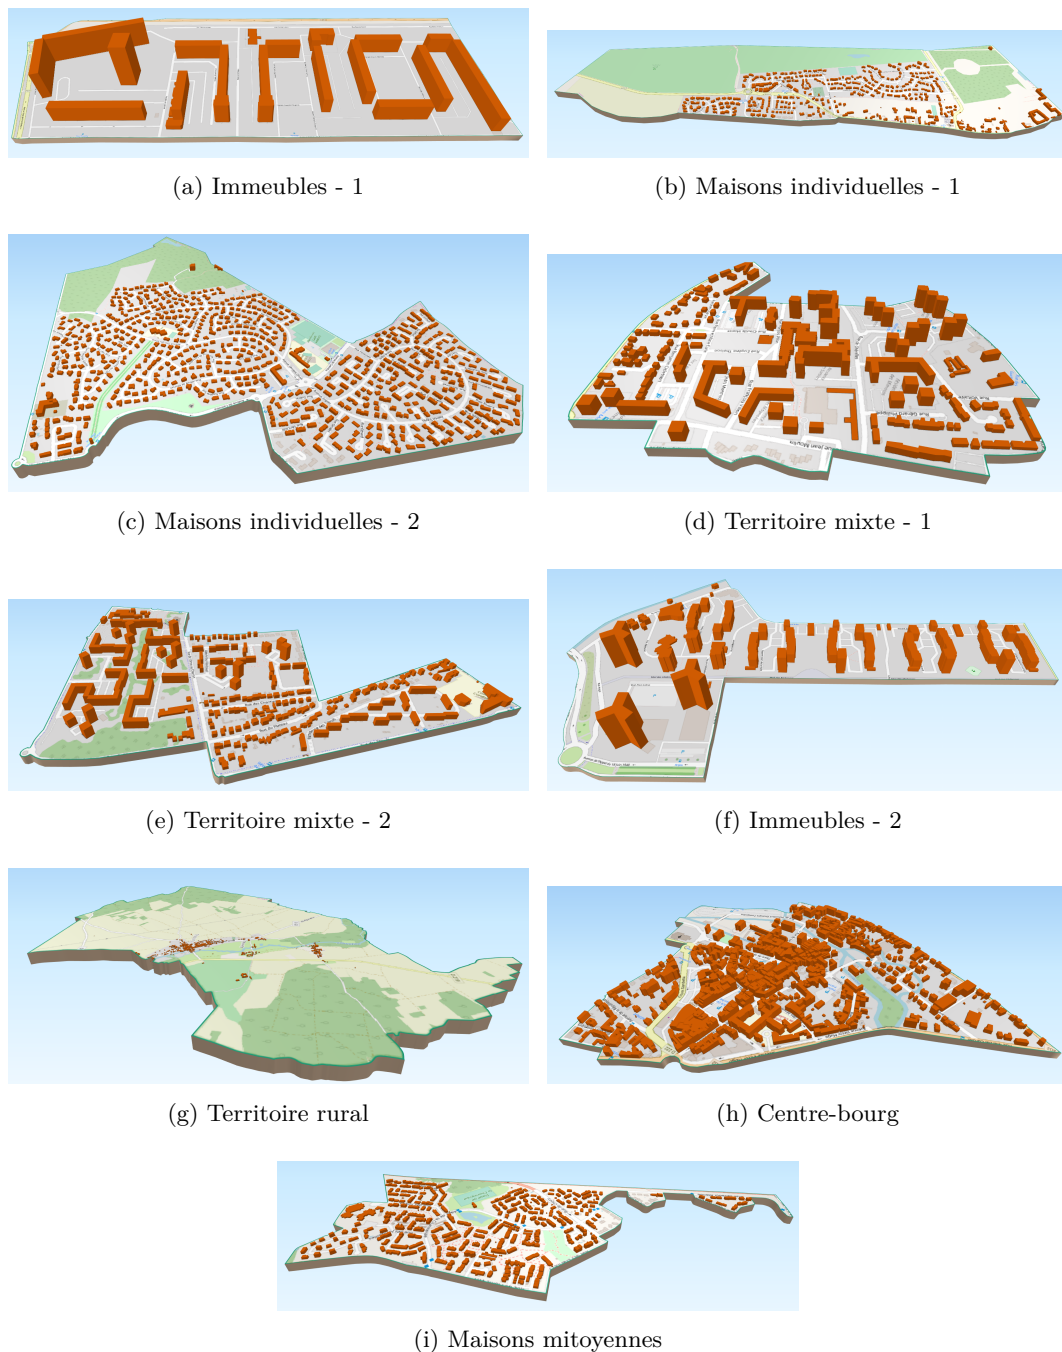 (a) Immeubles - 1
(b) Maisons individuelles - 1
(c) Maisons individuelles - 2
(d) Territoire mixte - 1
(e) Territoire mixte - 2
(f) Immeubles - 2
(g) Territoire rural
(h) Centre-bourg
(i) Maisons mitoyennes